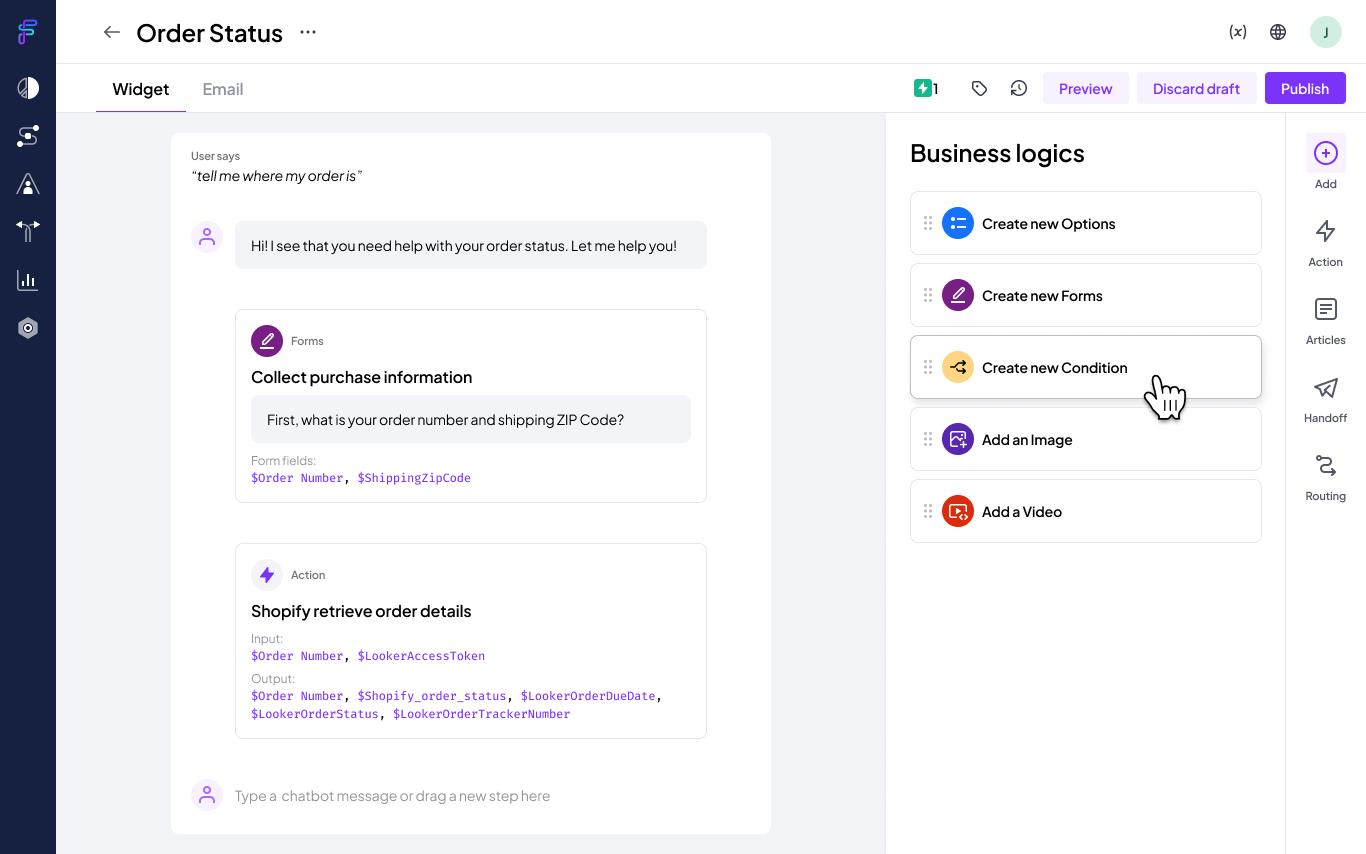 Order Status
(x)
J
Widget
Email
1
Preview
Discard draft
Publish
User says
“tell me where my order is”
Hi! I see that you need help with your order status. Let me help you!
Forms
Collect purchase information
First, what is your order number and shipping ZIP Code?
Form fields:
$Order Number, $ShippingZipCode
Action
Shopify retrieve order details
Input:
$Order Number, $LookerAccessToken
Output:
$Order Number, $Shopify_order_status, $LookerOrderDueDate,
$LookerOrderStatus, $LookerOrderTrackerNumber
Type a chatbot message or drag a new step here
Business logics
Create new Options
Create new Forms
Create new Condition
Add an Image
Add a Video
Add
Action
Articles
Handoff
Routing